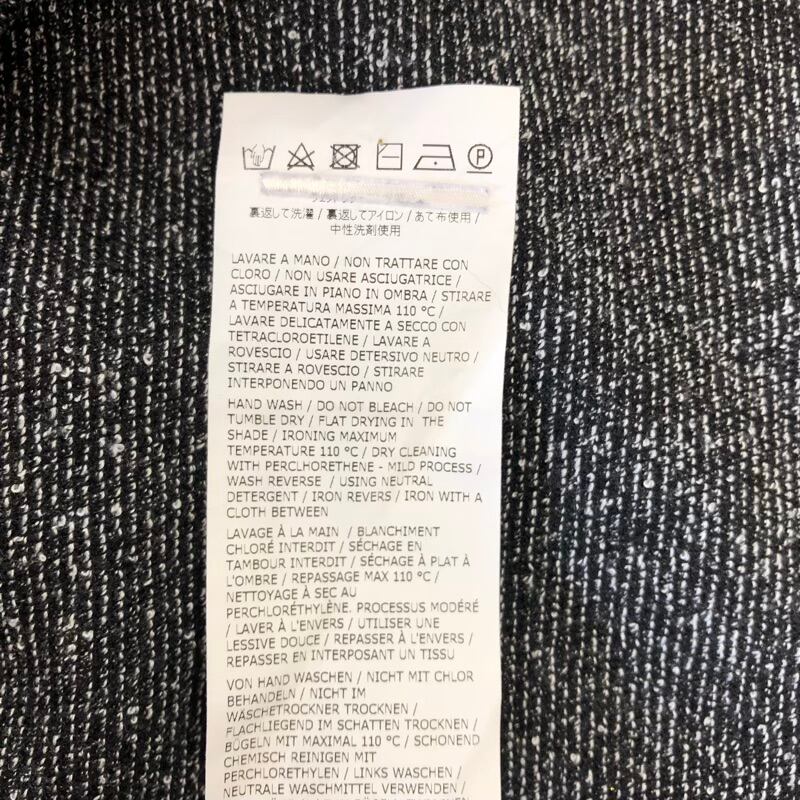 P
裏返して洗濯 / 裏返してアイロン / あて布使用 /
中性洗剤使用
LAVARE A MANO / NON TRATTARE CON
CLORO / NON USARE ASCIUGATRICE /
ASCIUGARE IN PIANO IN OMBRA / STIRARE
A TEMPERATURA MASSIMA 110 °C /
LAVARE DELICATAMENTE A SECCO CON
TETRACLOROETILENE / LAVARE A
ROVESCIO / USARE DETERSIVO NEUTRO /
STIRARE A ROVESCIO / STIRARE
INTERPONENDO UN PANNO
HAND WASH / DO NOT BLEACH / DO NOT
TUMBLE DRY / FLAT DRYING IN THE
SHADE / IRONING MAXIMUM
TEMPERATURE 110 °C / DRY CLEANING
WITH PERCLHORETHENE - MILD PROCESS /
WASH REVERSE / USING NEUTRAL
DETERGENT / IRON REVERS / IRON WITH A
CLOTH BETWEEN
LAVAGE À LA MAIN / BLANCHIMENT
CHLORÉ INTERDIT / SÉCHAGE EN
TAMBOUR INTERDIT / SÉCHAGE À PLAT À
L'OMBRE / REPASSAGE MAX 110 °C /
NETTOYAGE À SEC AU
PERCHLORÉTHYLÈNE. PROCESSUS MODÉRÉ
/ LAVER À L'ENVERS / UTILISER UNE
LESSIVE DOUCE / REPASSER À L'ENVERS /
REPASSER EN INTERPOSANT UN TISSU
VON HAND WASCHEN / NICHT MIT CHLOR
BEHANDELN / NICHT IM
WÄSCHETROCKNER TROCKNEN /
FLACHLIEGEND IM SCHATTEN TROCKNEN /
BÜGELN MIT MAXIMAL 110 °C / SCHONEND
CHEMISCH REINIGEN MIT
PERCHLORETHYLEN / LINKS WASCHEN /
NEUTRALE WASCHMITTEL VERWENDEN /